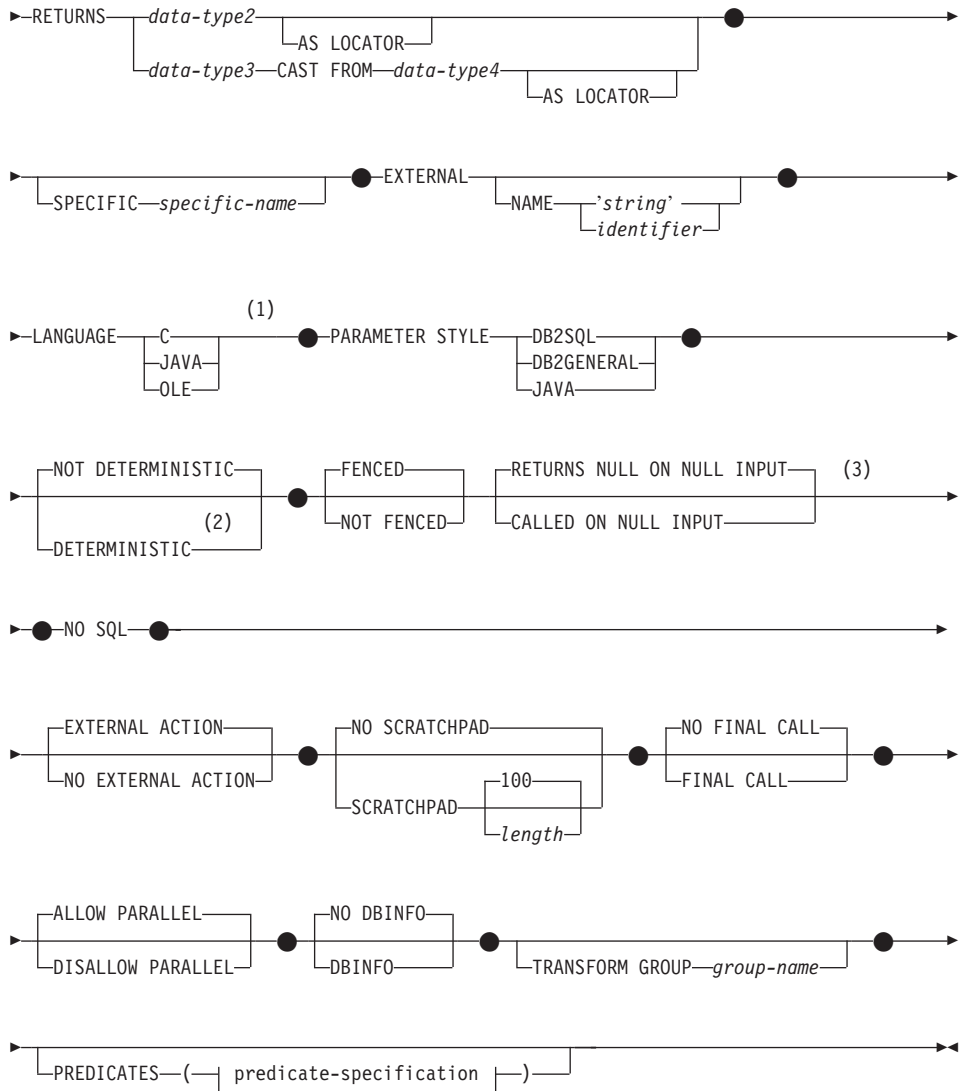 RETURNS data-type2
AS LOCATOR
data-type3 CAST FROM data-type4
AS LOCATOR
SPECIFIC specific-name EXTERNAL NAME 'string'
identifier
(1)
LANGUAGE C PARAMETER STYLE DB2SQL
JAVA DB2GENERAL
OLE JAVA
NOT DETERMINISTIC FENCED RETURNS NULL ON NULL INPUT (3)
(2) NOT FENCED CALLED ON NULL INPUT
DETERMINISTIC
NO SQL
EXTERNAL ACTION NO SCRATCHPAD NO FINAL CALL
NO EXTERNAL ACTION 100 FINAL CALL
SCRATCHPAD
length
ALLOW PARALLEL NO DBINFO
DISALLOW PARALLEL DBINFO TRANSFORM GROUP group-name
PREDICATES ( predicate-specification )